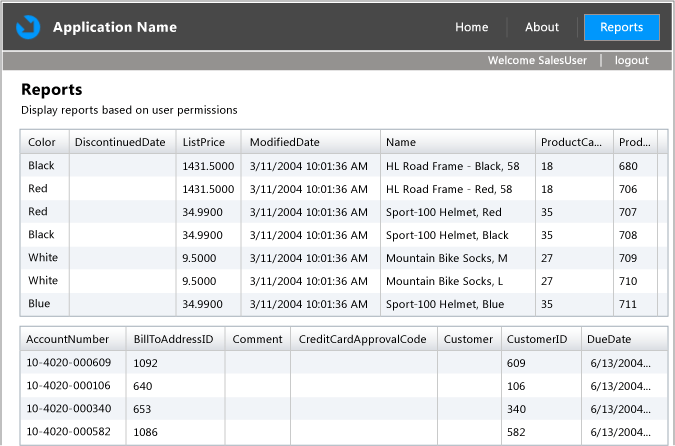 Application Name Home About Reports
Welcome SalesUser | logout
Reports
Display reports based on user permissions
Color DiscontinuedDate ListPrice ModifiedDate Name ProductCa... Prod...
Black 1431.5000 3/11/2004 10:01:36 AM HL Road Frame - Black, 58 18 680
Red 1431.5000 3/11/2004 10:01:36 AM HL Road Frame - Red, 58 18 706
Red 34.9900 3/11/2004 10:01:36 AM Sport-100 Helmet, Red 35 707
Black 34.9900 3/11/2004 10:01:36 AM Sport-100 Helmet, Black 35 708
White 9.5000 3/11/2004 10:01:36 AM Mountain Bike Socks, M 27 709
White 9.5000 3/11/2004 10:01:36 AM Mountain Bike Socks, L 27 710
Blue 34.9900 3/11/2004 10:01:36 AM Sport-100 Helmet, Blue 35 711
AccountNumber BillToAddressID Comment CreditCardApprovalCode Customer CustomerID DueDate
10-4020-000609 1092 609 6/13/2004...
10-4020-000106 640 106 6/13/2004...
10-4020-000340 653 340 6/13/2004...
10-4020-000582 1086 582 6/13/2004...